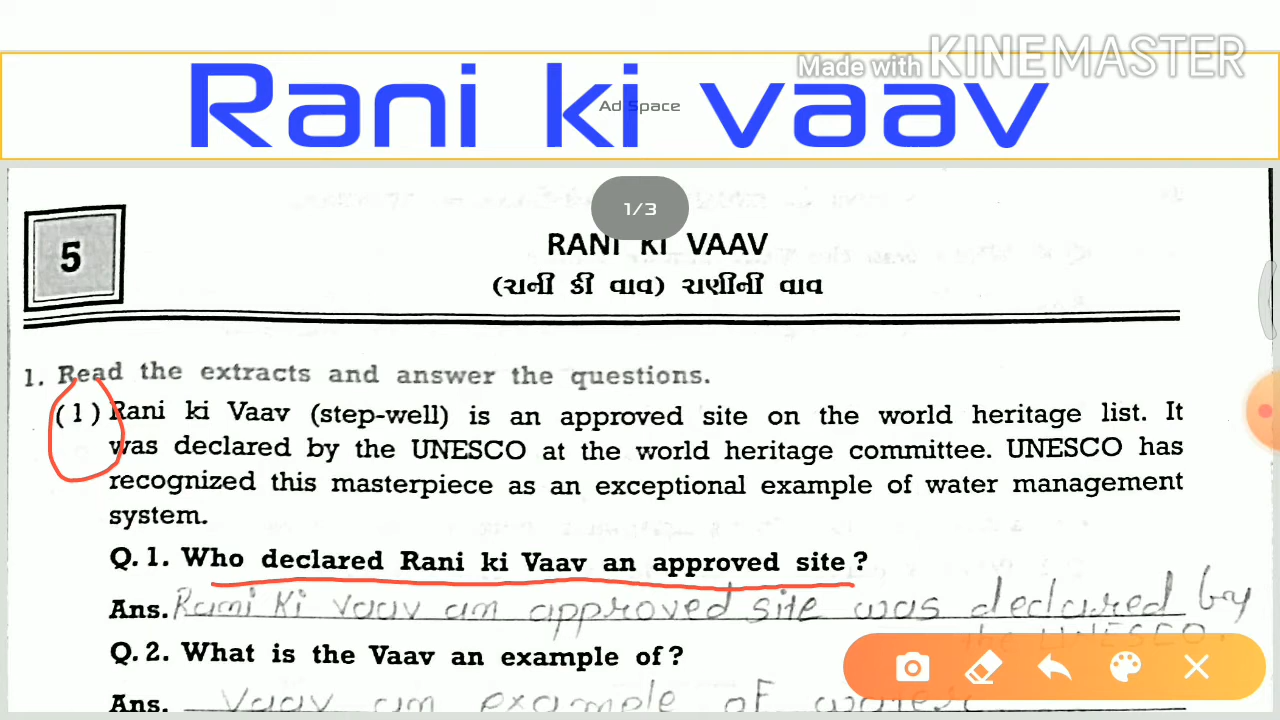 Made with KINEMASTER
Rani ki vaav
Ad Space
1/3
5
RANI KI VAAV
(રાની કી વાવ) રાણીની વાવ
1. Read the extracts and answer the questions.
(1) Rani ki Vaav (step-well) is an approved site on the world heritage list. It
was declared by the UNESCO at the world heritage committee. UNESCO has
recognized this masterpiece as an exceptional example of water management
system.
Q.1. Who declared Rani ki Vaav an approved site?
Ans. Rani Ki vaav an approved site was declared by
the UNESCO.
Q.2. What is the Vaav an example of?
Ans. Vaav an example of water